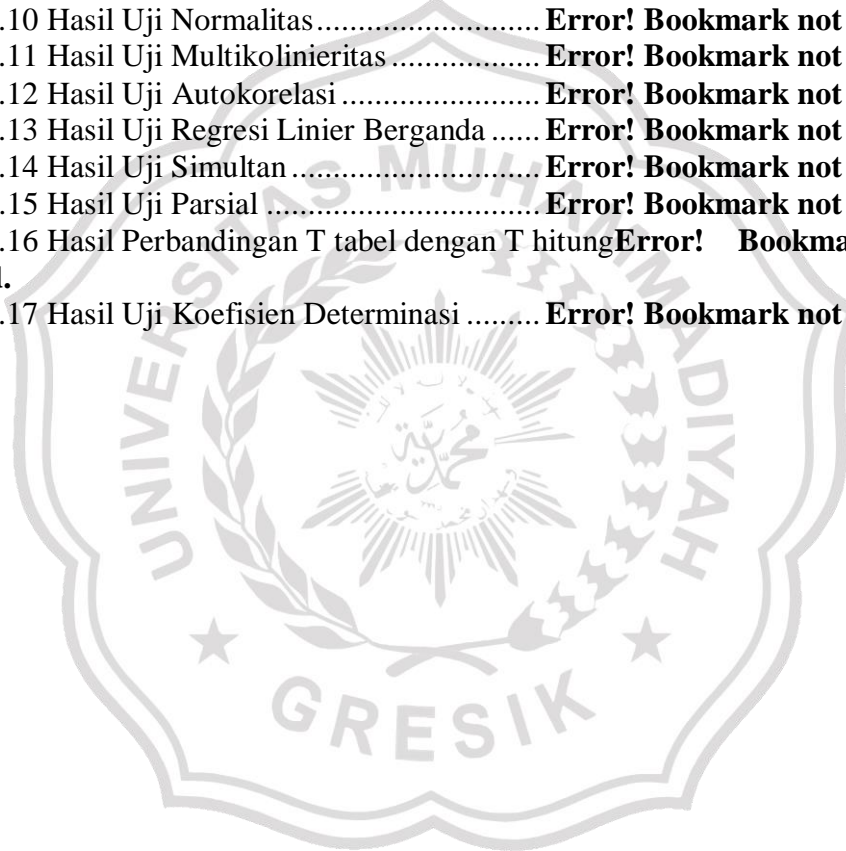 .10 Hasil Uji Normalitas........................... Error! Bookmark not
.11 Hasil Uji Multikolinieritas.................. Error! Bookmark not
.12 Hasil Uji Autokorelasi........................ Error! Bookmark not
.13 Hasil Uji Regresi Linier Berganda...... Error! Bookmark not
.14 Hasil Uji Simultan.............................. Error! Bookmark not
.15 Hasil Uji Parsial................................. Error! Bookmark not
.16 Hasil Perbandingan T tabel dengan T hitungError! Bookma
.17 Hasil Uji Koefisien Determinasi......... Error! Bookmark not
UNIVERSITAS MUHAMMADIYAH
GRESIK